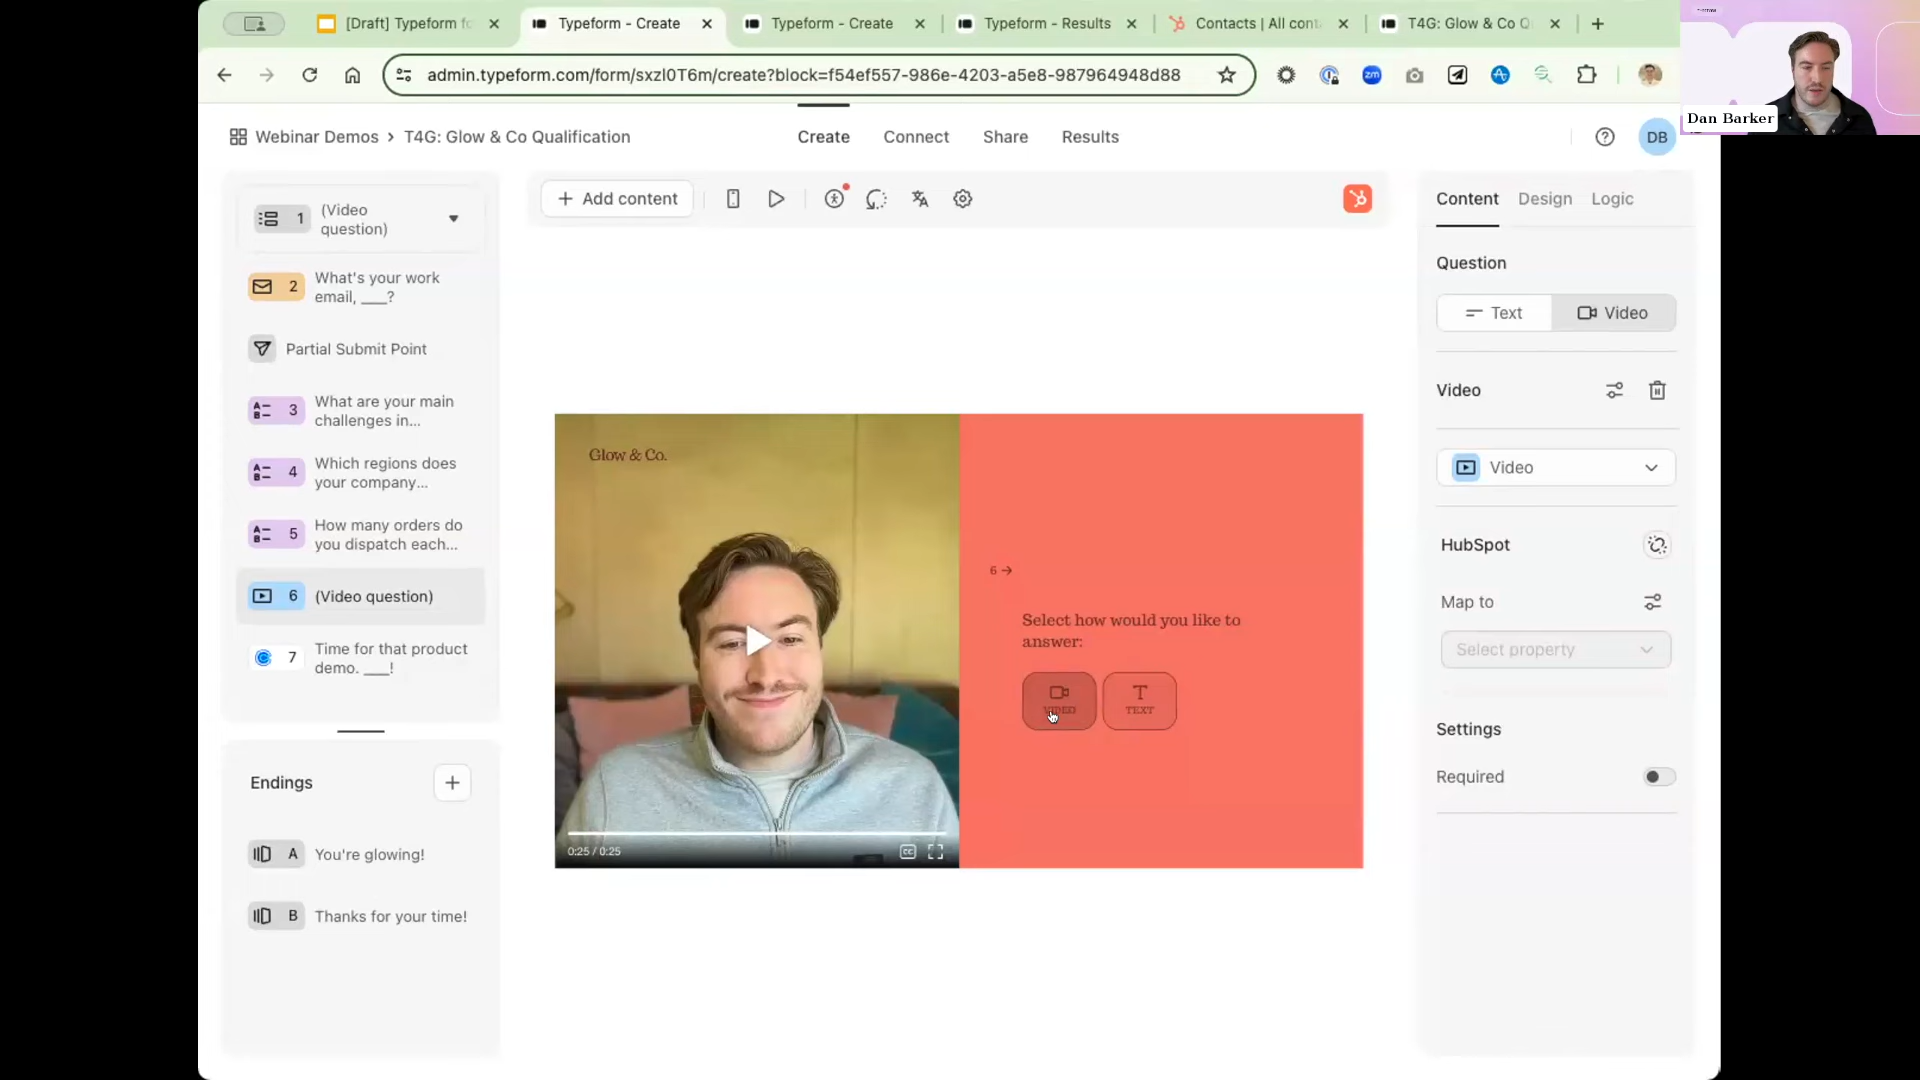 [Draft] Typeform fo
Typeform - Create
Typeform - Create
Typeform - Results
Contacts | All cont
T4G: Glow & Co Q
admin.typeform.com/form/sxzl0T6m/create?block=f54ef557-986e-4203-a5e8-987964948d88
zm
Dan Barker
Webinar Demos > T4G: Glow & Co Qualification
Create
Connect
Share
Results
DB
1
(Video
question)
2
What's your work
email, ____?
Partial Submit Point
3
What are your main
challenges in...
4
Which regions does
your company...
5
How many orders do
you dispatch each...
6
(Video question)
7
Time for that product
demo. ____!
Endings
A
You're glowing!
B
Thanks for your time!
+ Add content
Glow & Co.
0:25 / 0:25
CC
6 →
Select how would you like to
answer:
VIDEO
TEXT
Content
Design
Logic
Question
Text
Video
Video
Video
HubSpot
Map to
Select property
Settings
Required